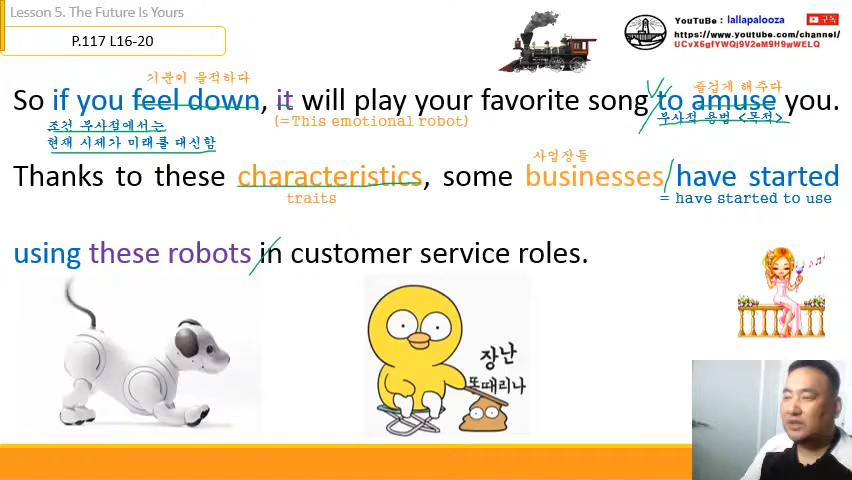 Lesson 5. The Future Is Yours
P.117 L16-20
YouTuBe : lallapalooza 구독
https://www.youtube.com/channel/
UCvX6gfYWQj9V2eM9H9wWELQ
기분이 울적하다
즐겁게 해주다
So if you feel down, it will play your favorite song to amuse you.
조건 부사절에서는
(=This emotional robot)
부사적 용법 <목적>
현재 시제가 미래를 대신함
사업장들
Thanks to these characteristics, some businesses have started
traits
= have started to use
using these robots in customer service roles.
장난
똑때리나